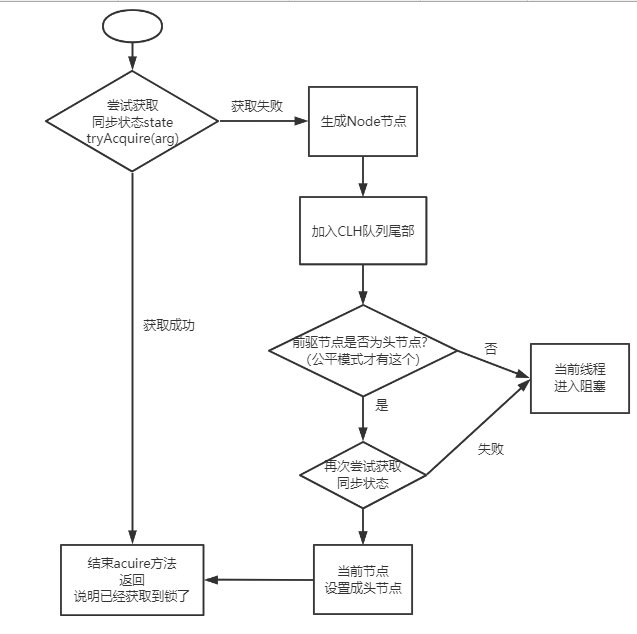 尝试获取
同步状态state
tryAcquire(arg)
获取失败
生成Node节点
加入CLH队列尾部
获取成功
前驱节点是否为头节点？
（公平模式才有这个）
否
当前线程
进入阻塞
是
再次尝试获取
同步状态
失败
结束acuire方法
返回
说明已经获取到锁了
当前节点
设置成头节点